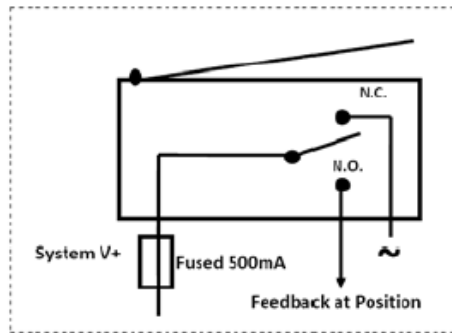 N.C.
N.O.
System V+
Fused 500mA
~
Feedback at Position